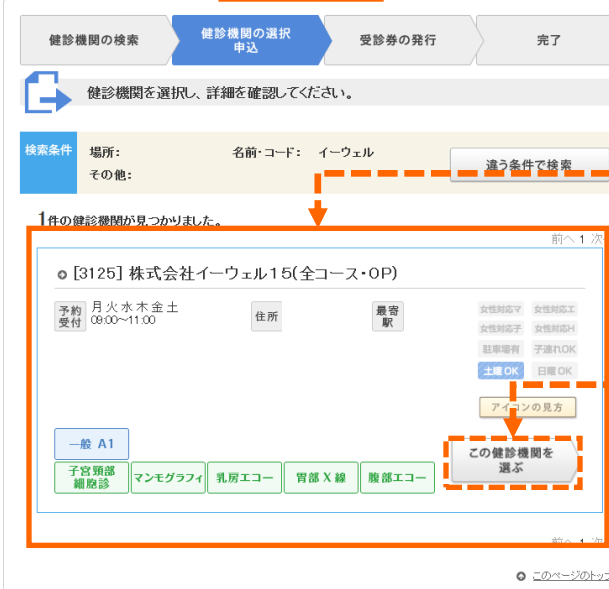 健診機関の検索
健診機関の選択
申込
受診券の発行
完了
健診機関を選択し、詳細を確認してください。
検索条件
場所：
名前・コード： イーウェル
その他：
違う条件で検索
1件の健診機関が見つかりました。
前へ 1 次
[3125] 株式会社イーウェル15(全コース・OP)
予約
受付
月火水木金土
09:00～11:00
住所
最寄
駅
女性対応マ 女性対応エ
女性対応子 女性対応H
駐車場有 子連れOK
土曜OK 日曜OK
アイコンの見方
一般 A1
子宮頸部
細胞診
マンモグラフィ
乳房エコー
胃部X線
腹部エコー
この健診機関を
選ぶ
前へ 1 次
このページのトップ